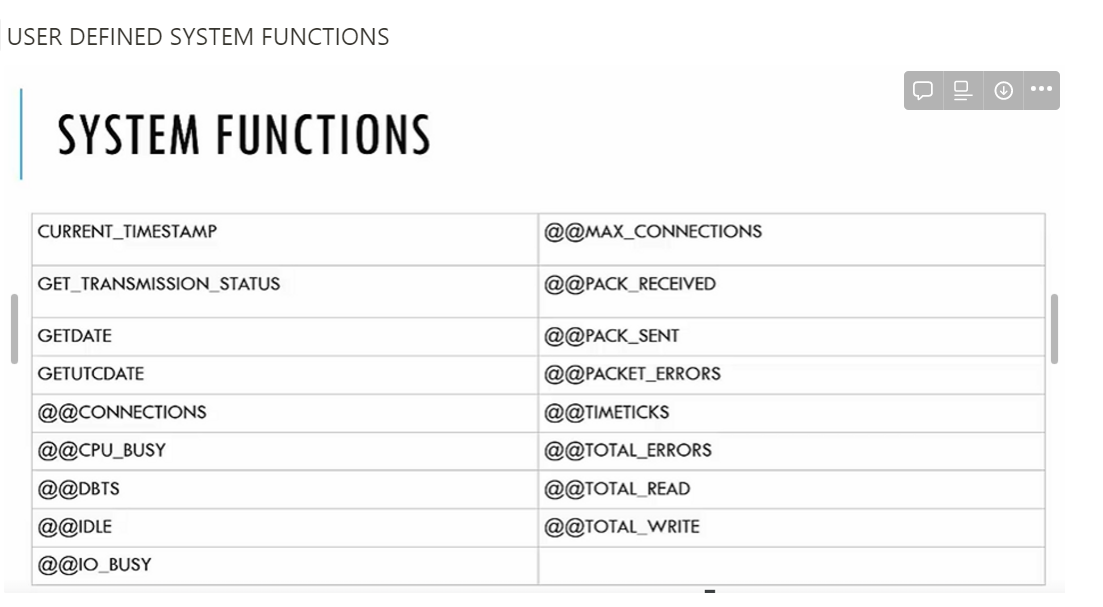 USER DEFINED SYSTEM FUNCTIONS
SYSTEM FUNCTIONS
CURRENT_TIMESTAMP @@MAX_CONNECTIONS
GET_TRANSMISSION_STATUS @@PACK_RECEIVED
GETDATE @@PACK_SENT
GETUTCDATE @@PACKET_ERRORS
@@CONNECTIONS @@TIMETICKS
@@CPU_BUSY @@TOTAL_ERRORS
@@DBTS @@TOTAL_READ
@@IDLE @@TOTAL_WRITE
@@IO_BUSY